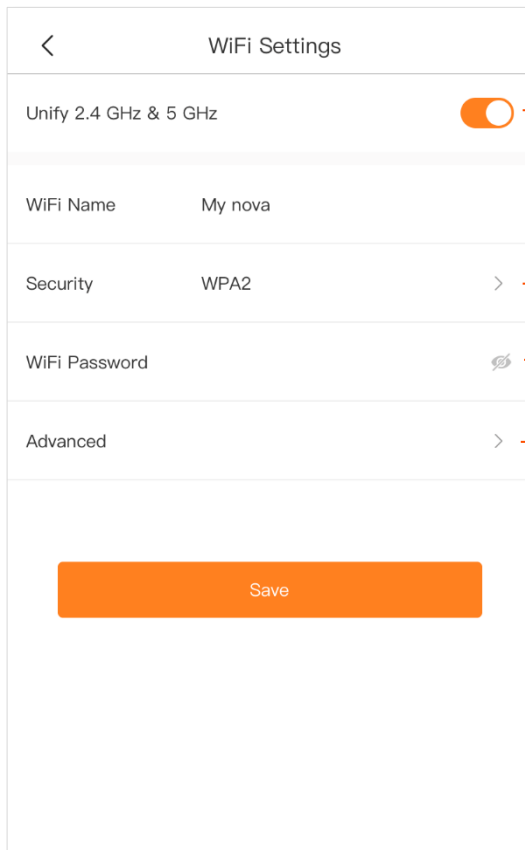 WiFi Settings
Unify 2.4 GHz & 5 GHz
WiFi Name My nova
Security WPA2
WiFi Password
Advanced
Save